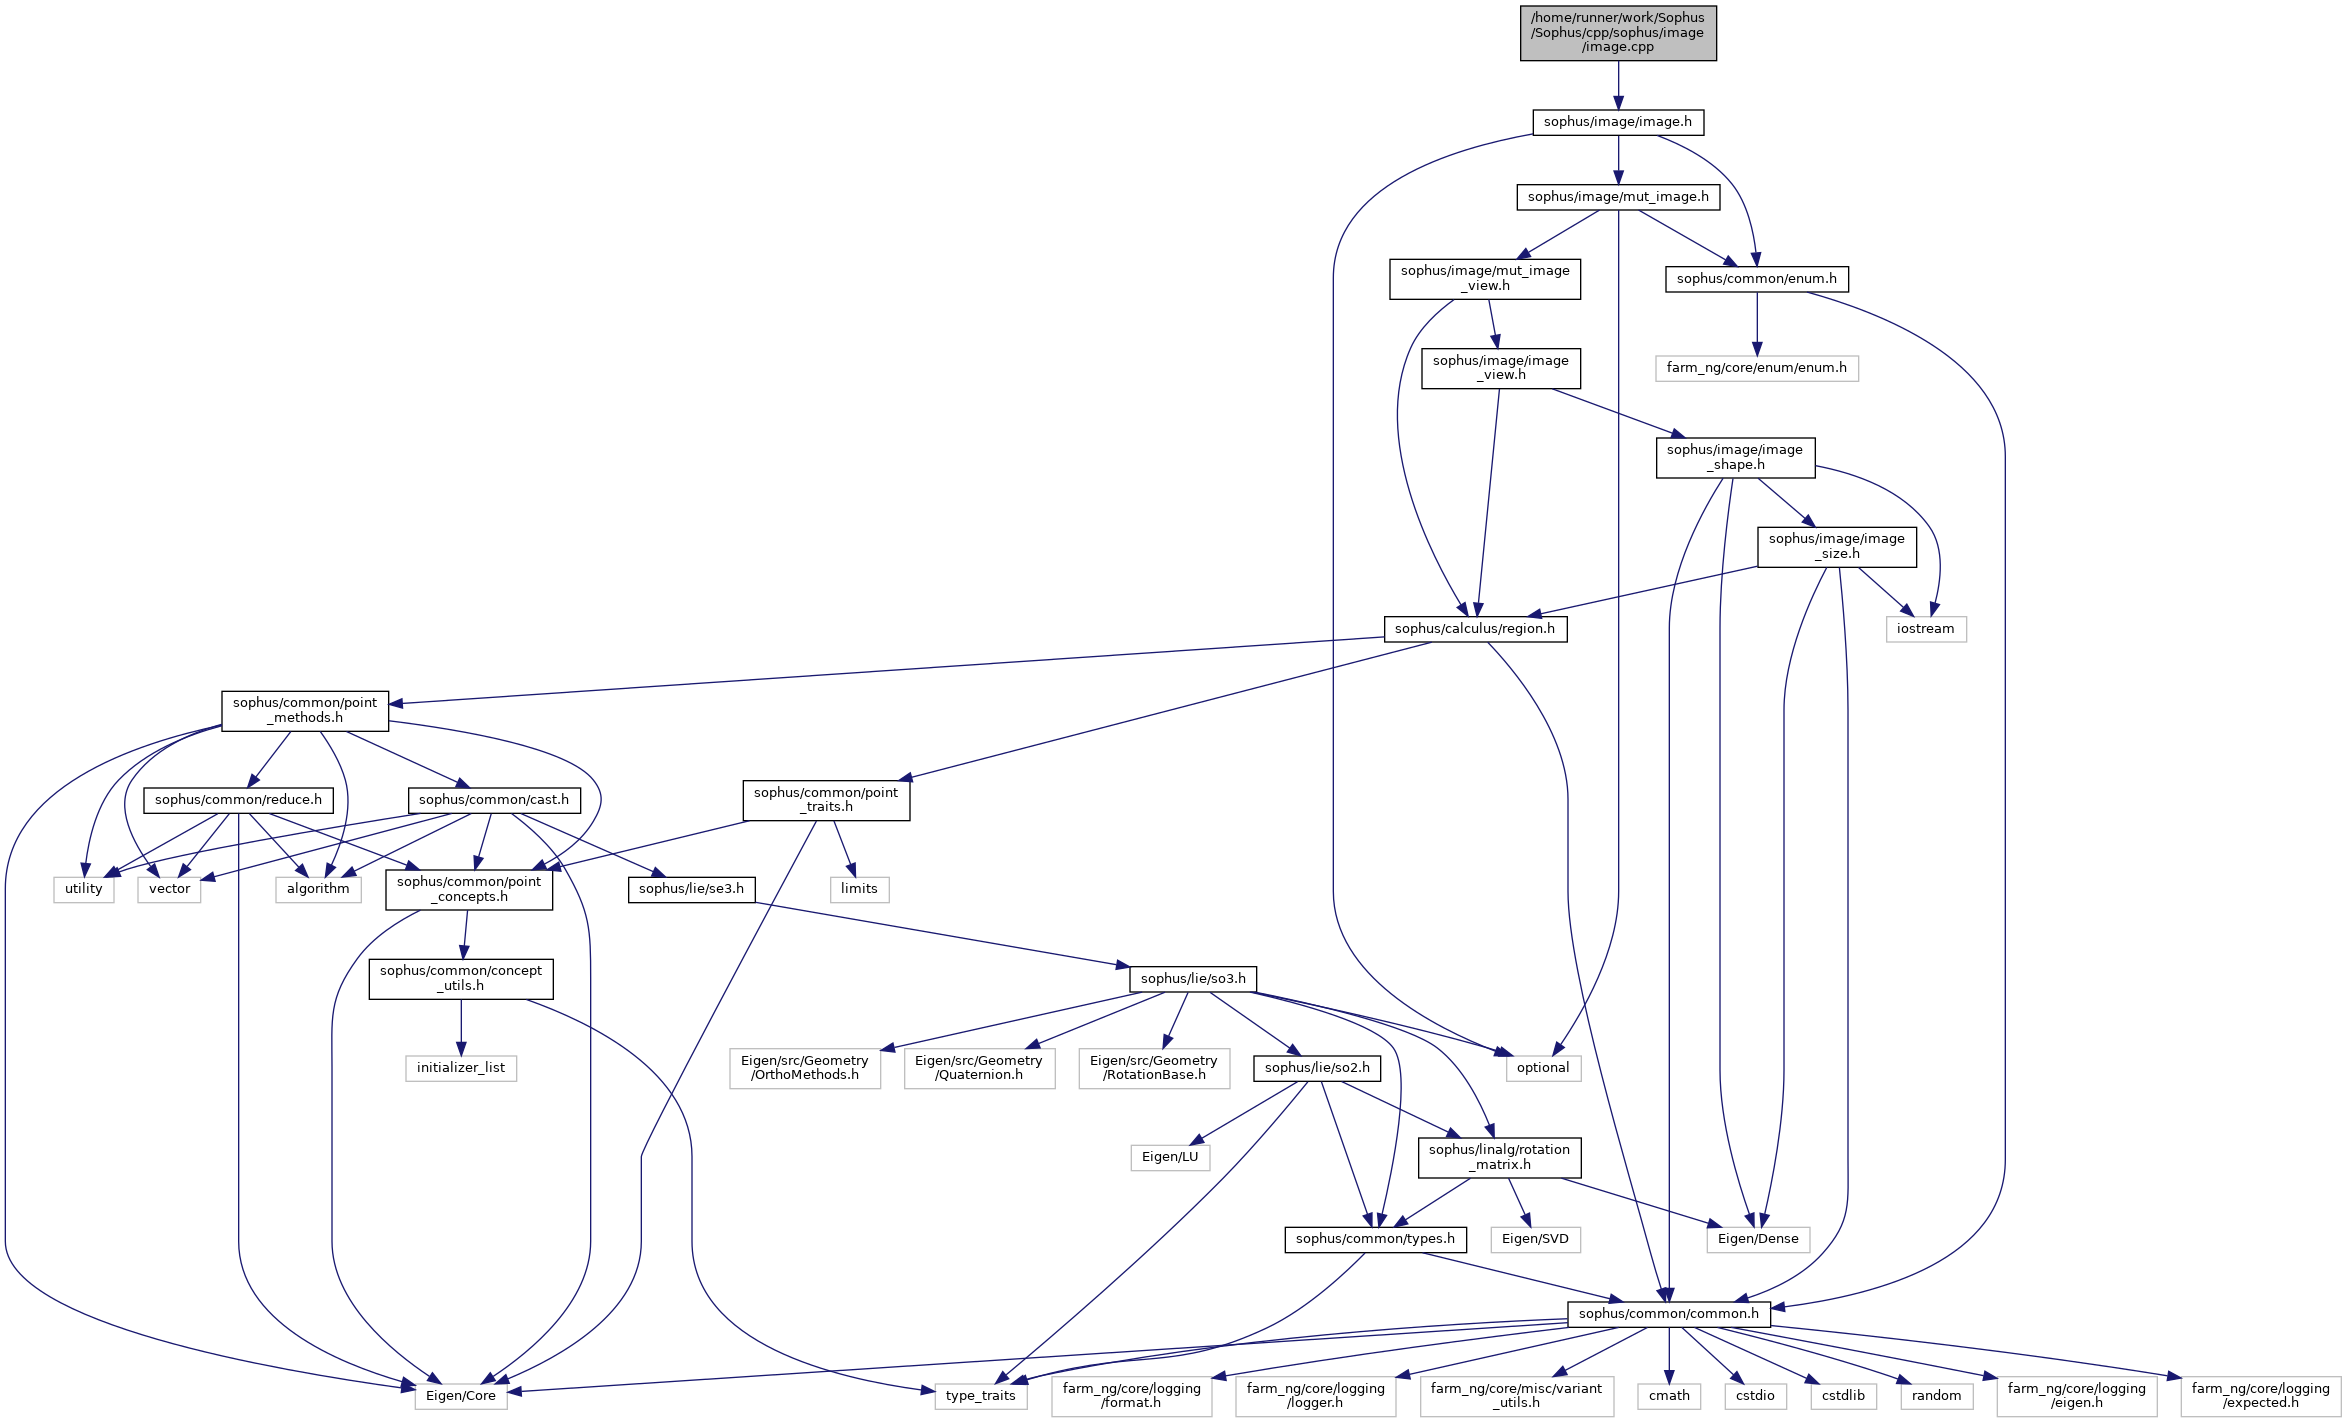 /home/runner/work/Sophus
/Sophus/cpp/sophus/image
/image.cpp
sophus/image/image.h
sophus/image/mut_image.h
sophus/image/mut_image
_view.h
sophus/common/enum.h
sophus/image/image
_view.h
farm_ng/core/enum/enum.h
sophus/image/image
_shape.h
sophus/image/image
_size.h
sophus/calculus/region.h
iostream
sophus/common/point
_methods.h
sophus/common/reduce.h
sophus/common/cast.h
sophus/common/point
_traits.h
utility
vector
algorithm
sophus/common/point
_concepts.h
sophus/lie/se3.h
limits
sophus/common/concept
_utils.h
sophus/lie/so3.h
initializer_list
Eigen/src/Geometry
/OrthoMethods.h
Eigen/src/Geometry
/Quaternion.h
Eigen/src/Geometry
/RotationBase.h
sophus/lie/so2.h
optional
Eigen/LU
sophus/linalg/rotation
_matrix.h
sophus/common/types.h
Eigen/SVD
Eigen/Dense
sophus/common/common.h
Eigen/Core
type_traits
farm_ng/core/logging
/format.h
farm_ng/core/logging
/logger.h
farm_ng/core/misc/variant
_utils.h
cmath
cstdio
cstdlib
random
farm_ng/core/logging
/eigen.h
farm_ng/core/logging
/expected.h